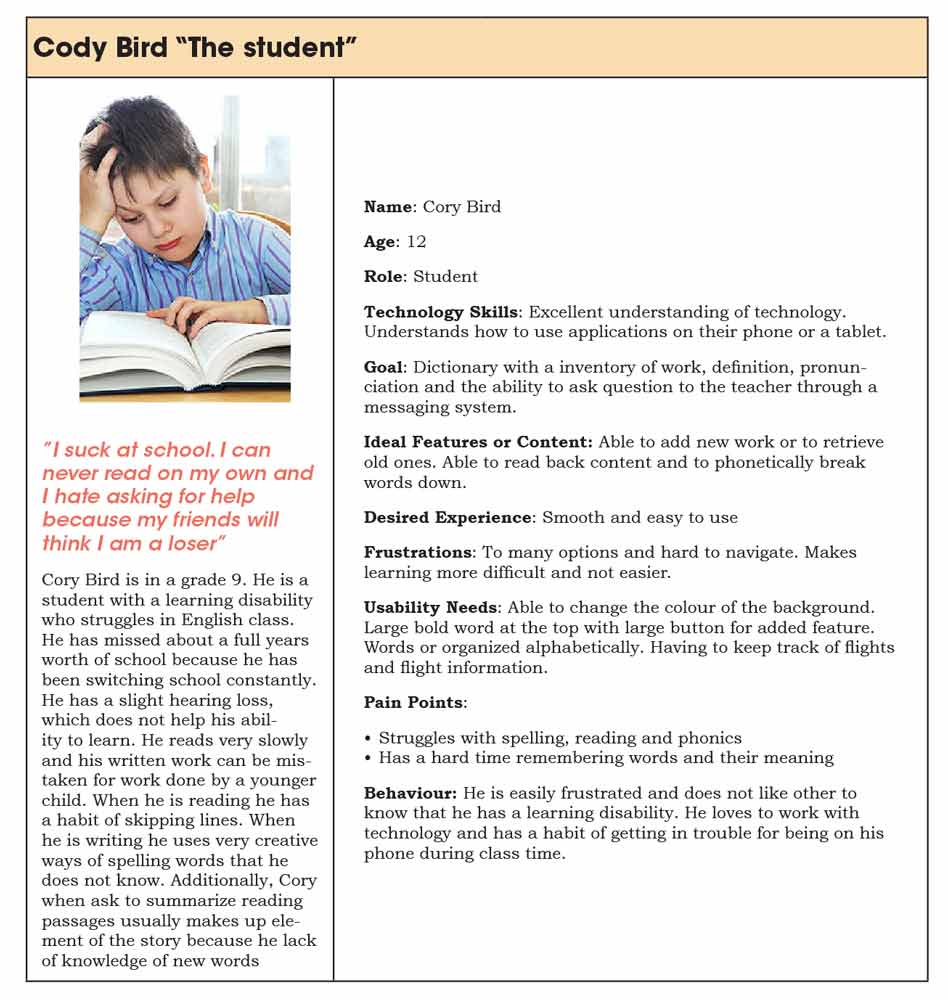 Cody Bird “The student”
”I suck at school. I can
never read on my own and
I hate asking for help
because my friends will
think I am a loser”
Cory Bird is in a grade 9. He is a
student with a learning disability
who struggles in English class.
He has missed about a full years
worth of school because he has
been switching school constantly.
He has a slight hearing loss,
which does not help his abil-
ity to learn. He reads very slowly
and his written work can be mis-
taken for work done by a younger
child. When he is reading he has
a habit of skipping lines. When
he is writing he uses very creative
ways of spelling words that he
does not know. Additionally, Cory
when ask to summarize reading
passages usually makes up ele-
ment of the story because he lack
of knowledge of new words
Name: Cory Bird
Age: 12
Role: Student
Technology Skills: Excellent understanding of technology.
Understands how to use applications on their phone or a tablet.
Goal: Dictionary with a inventory of work, definition, pronun-
ciation and the ability to ask question to the teacher through a
messaging system.
Ideal Features or Content: Able to add new work or to retrieve
old ones. Able to read back content and to phonetically break
words down.
Desired Experience: Smooth and easy to use
Frustrations: To many options and hard to navigate. Makes
learning more difficult and not easier.
Usability Needs: Able to change the colour of the background.
Large bold word at the top with large button for added feature.
Words or organized alphabetically. Having to keep track of flights
and flight information.
Pain Points:
• Struggles with spelling, reading and phonics
• Has a hard time remembering words and their meaning
Behaviour: He is easily frustrated and does not like other to
know that he has a learning disability. He loves to work with
technology and has a habit of getting in trouble for being on his
phone during class time.